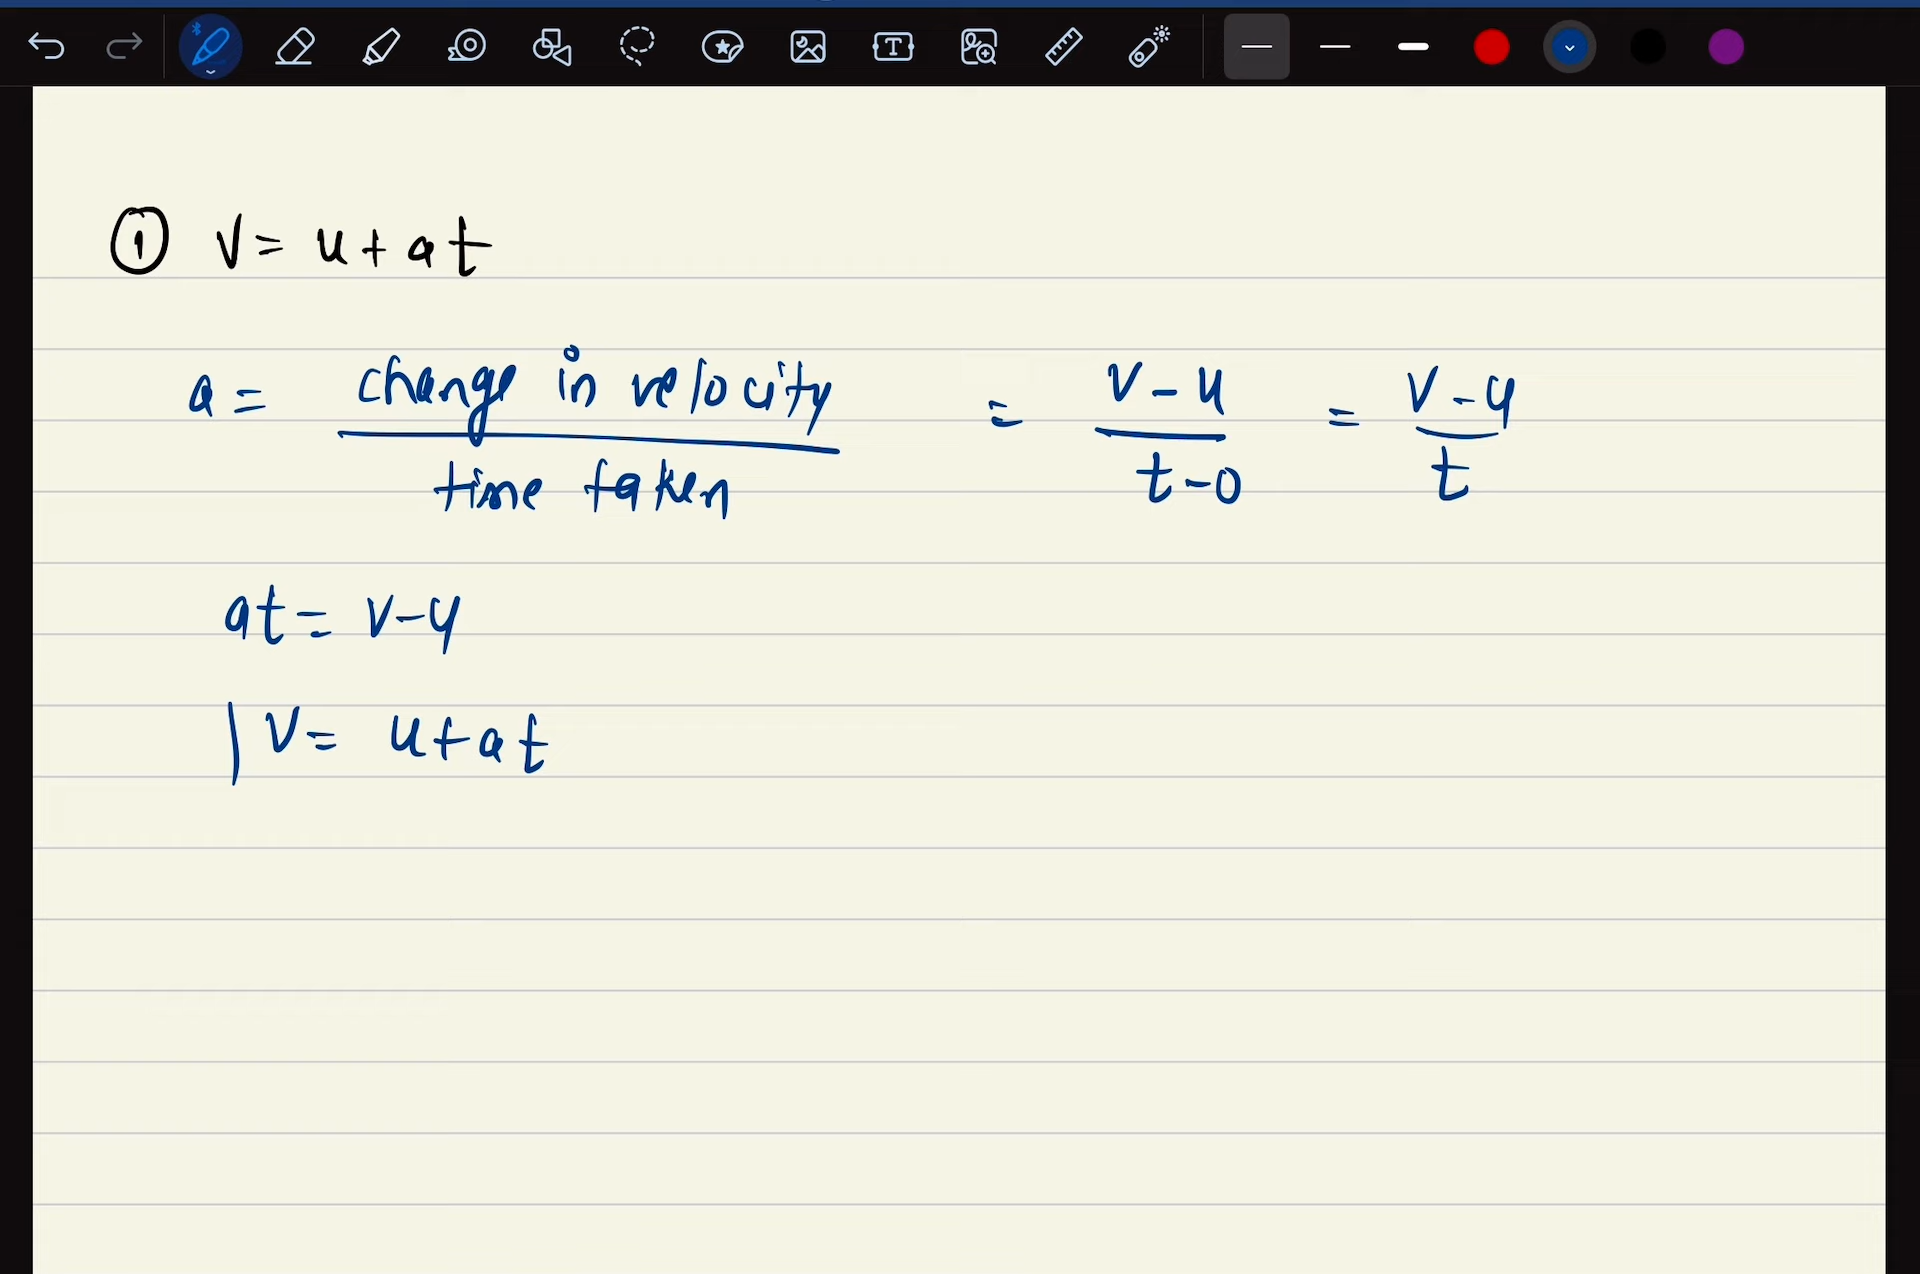 ① v = u + at
a = change in velocity / time taken = v - u / t - 0 = v - u / t
at = v - u
| v = u + at